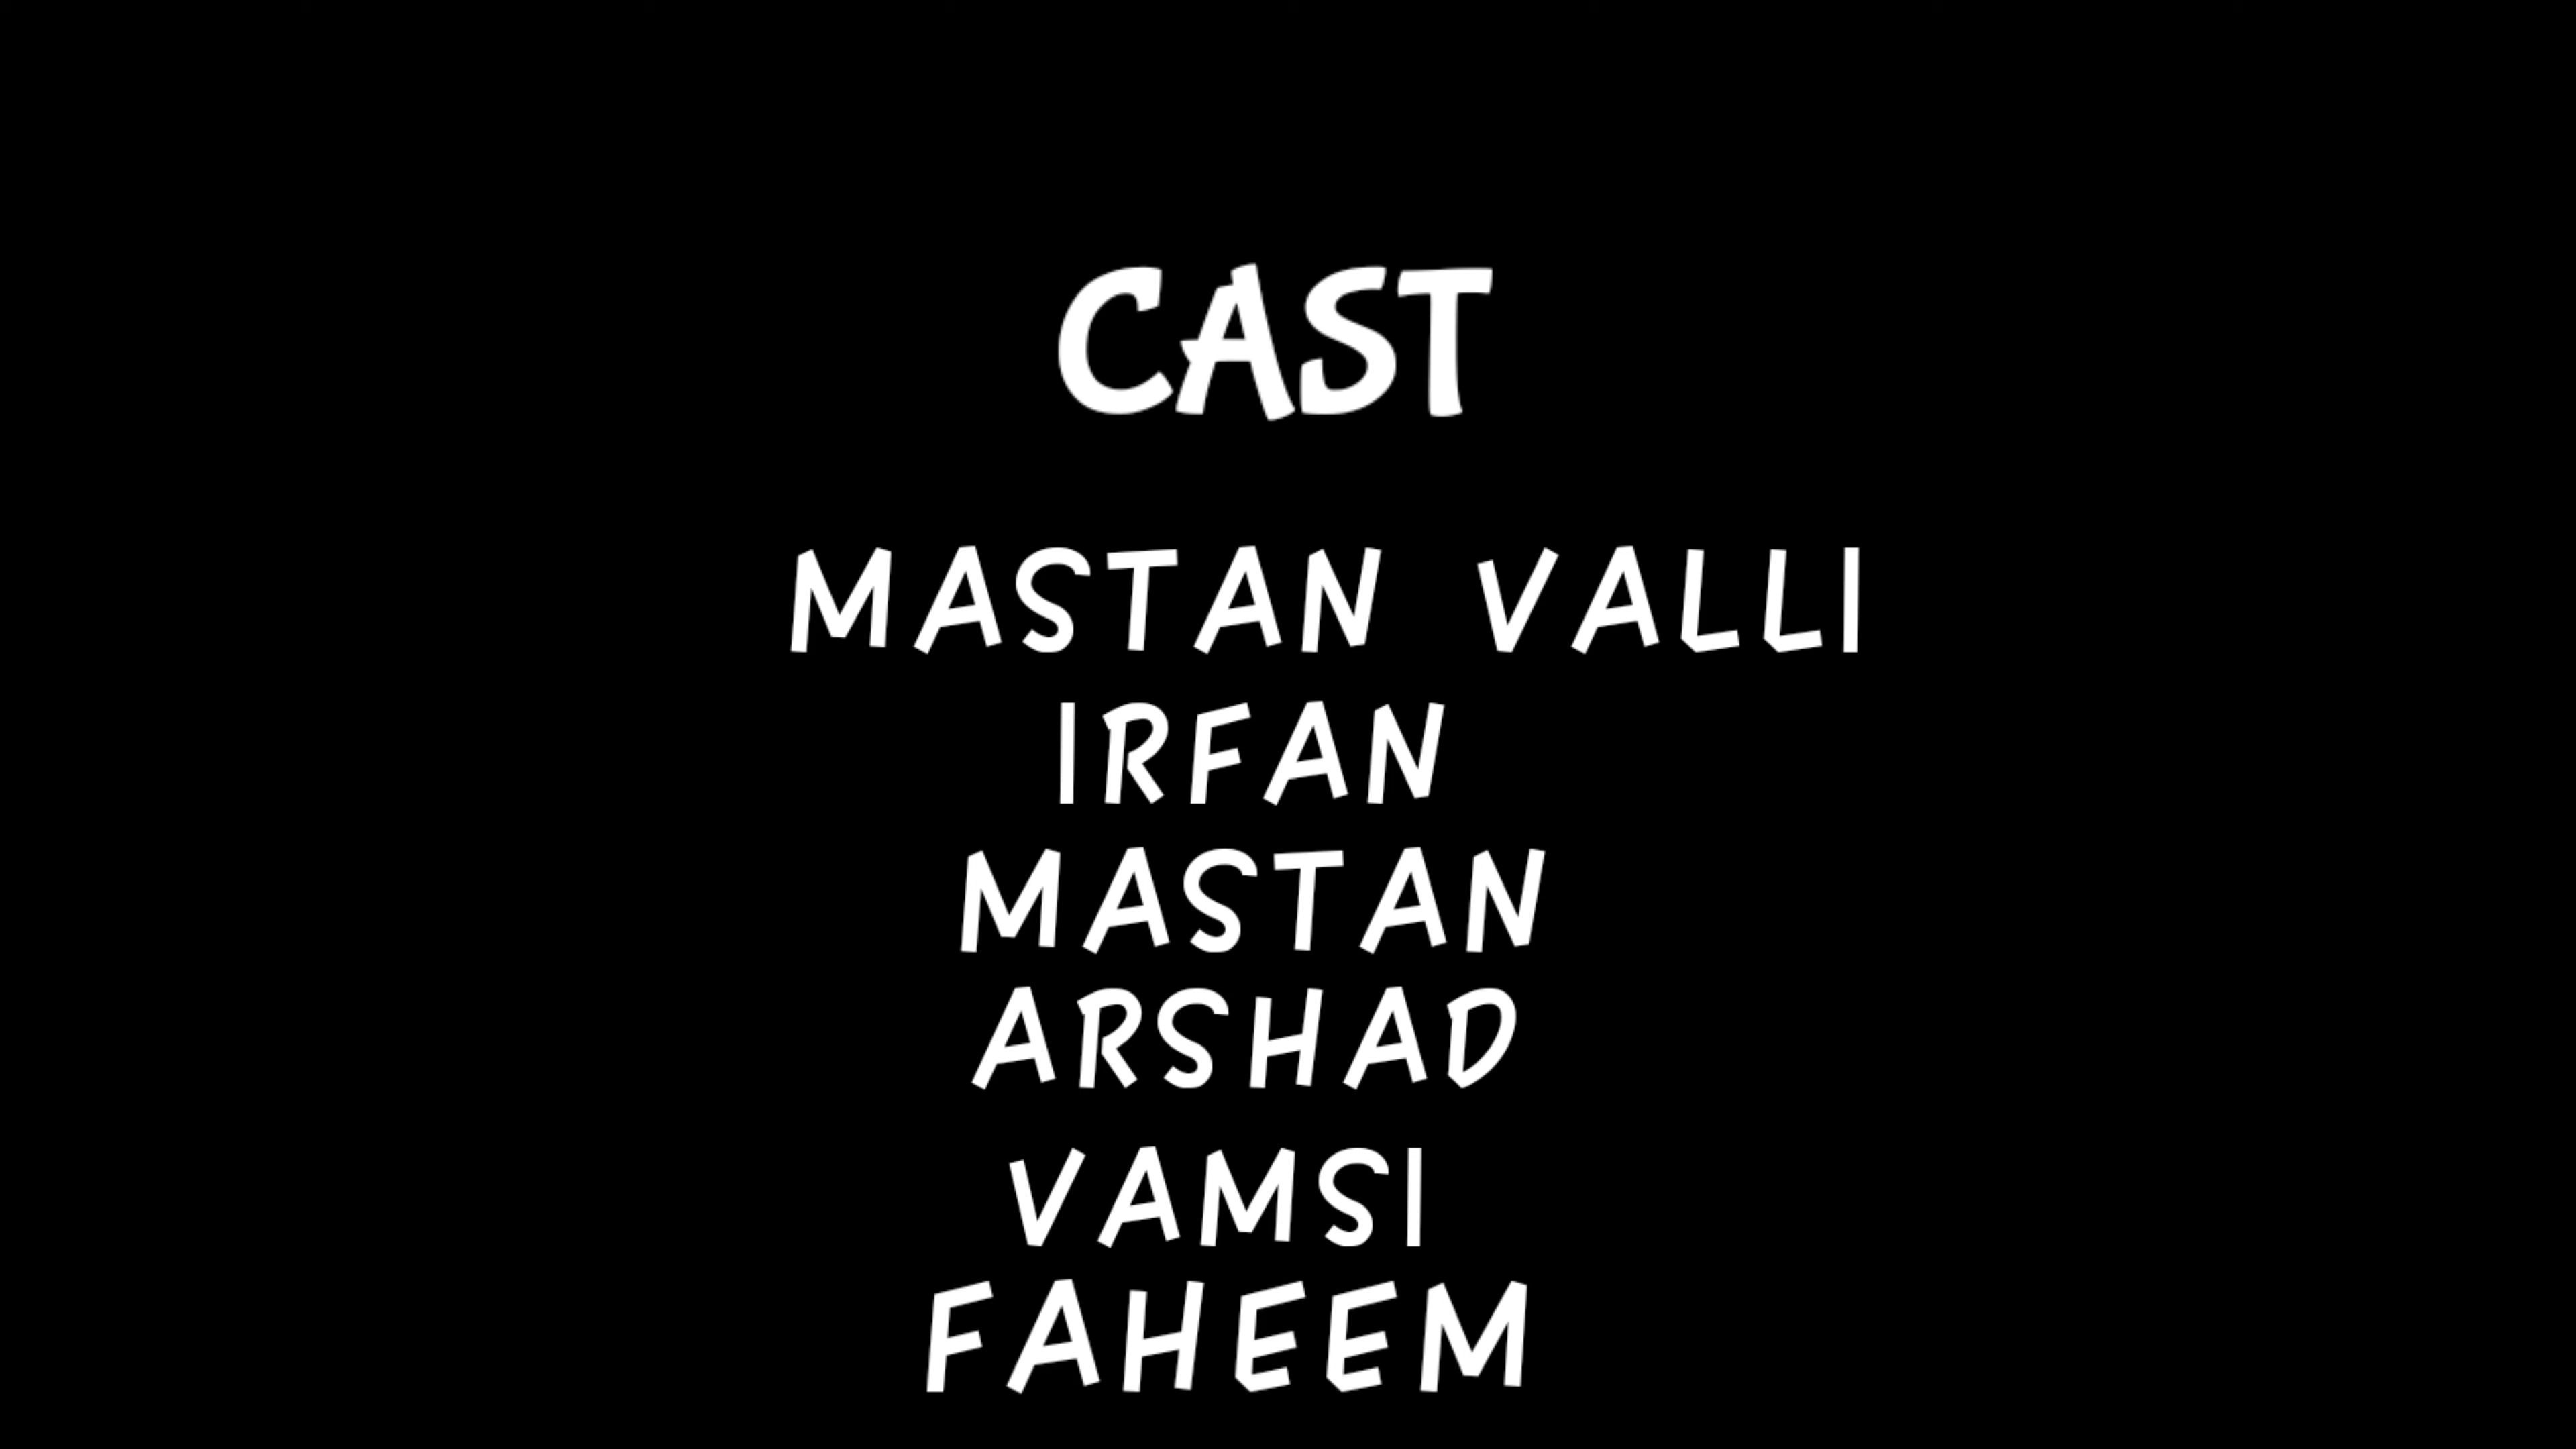 CAST
MASTAN VALLI
IRFAN
MASTAN
ARSHAD
VAMSI
FAHEEM